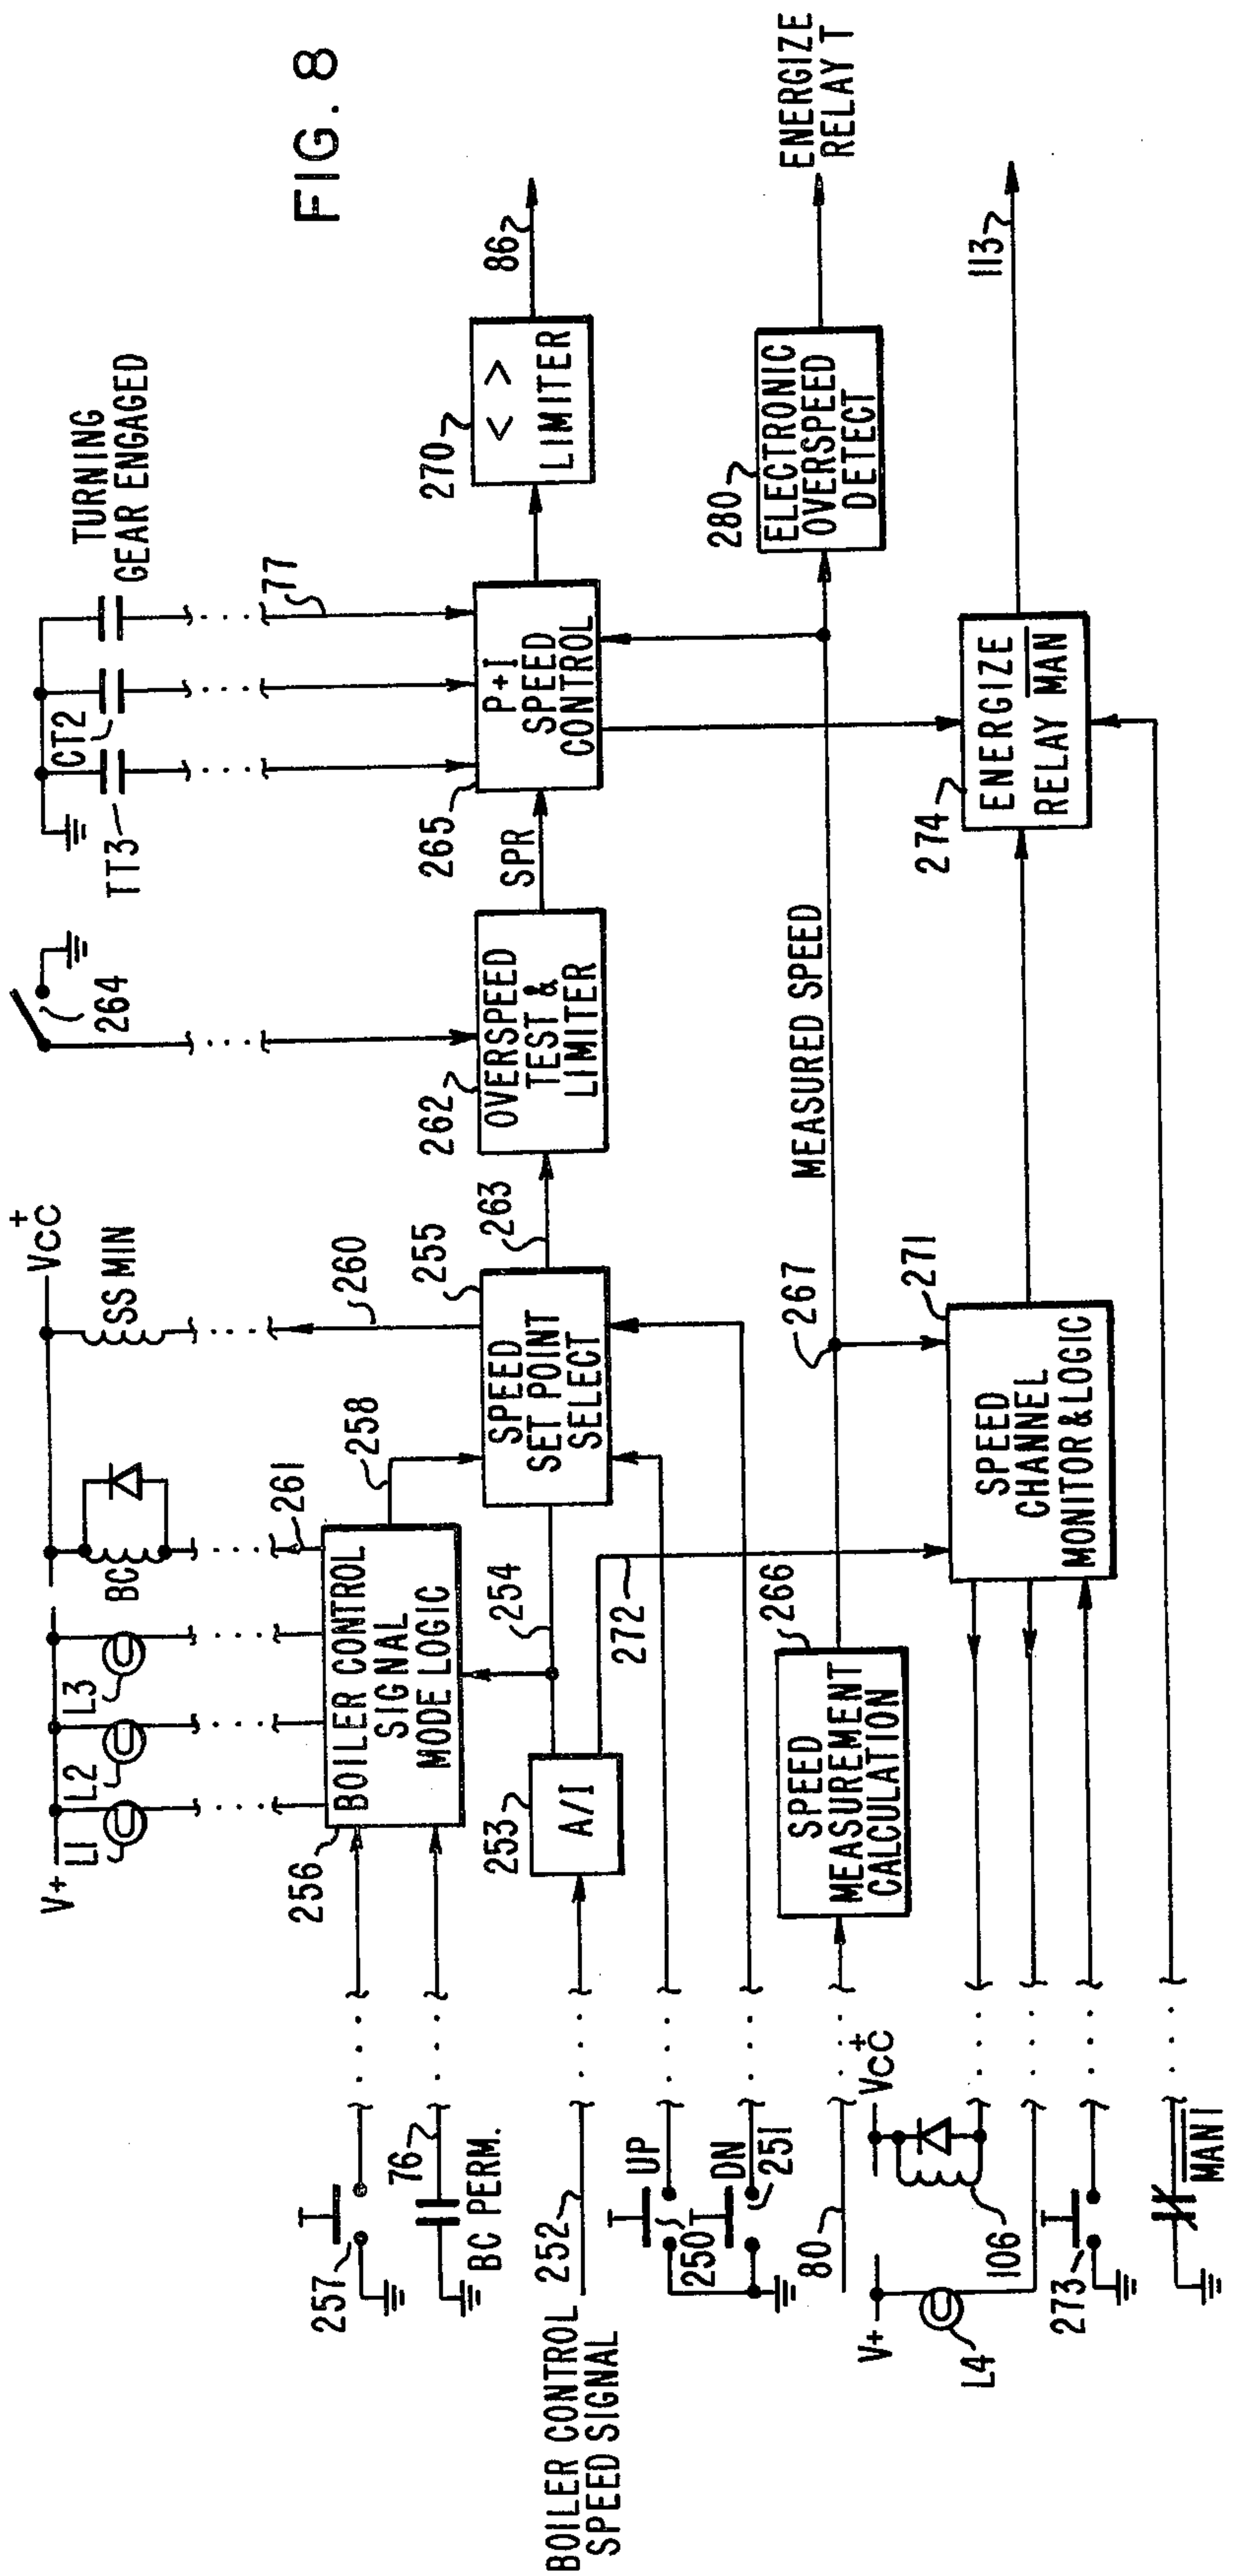 FIG. 8
V+
L1
L2
L3
BC
Vcc+
SS MIN
264
TT3
CT2
TURNING
GEAR ENGAGED
77
257
76
BC PERM.
256
BOILER CONTROL
SIGNAL
MODE LOGIC
261
258
260
255
SPEED
SET POINT
SELECT
263
262
OVERSPEED
TEST &
LIMITER
SPR
265
P+I
SPEED
CONTROL
270
< >
LIMITER
86
BOILER CONTROL
SPEED SIGNAL
252
253
A/I
254
272
UP
250
DN
251
80
266
SPEED
MEASUREMENT
CALCULATION
267
MEASURED SPEED
280
ELECTRONIC
OVERSPEED
DETECT
ENERGIZE
RELAY T
V+
L4
Vcc+
106
273
MAN1
271
SPEED
CHANNEL
MONITOR & LOGIC
274
ENERGIZE
RELAY MAN
113